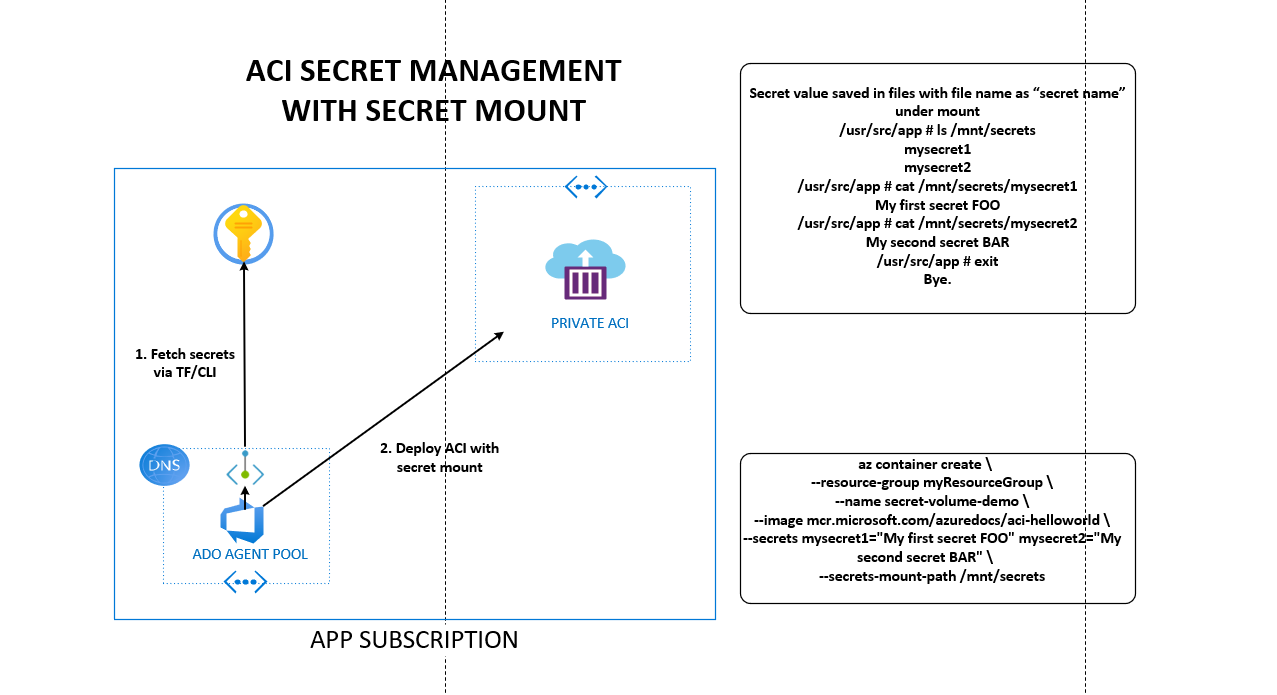 ACI SECRET MANAGEMENT
WITH SECRET MOUNT
Secret value saved in files with file name as “secret name”
under mount
/usr/src/app # ls /mnt/secrets
mysecret1
mysecret2
/usr/src/app # cat /mnt/secrets/mysecret1
My first secret FOO
/usr/src/app # cat /mnt/secrets/mysecret2
My second secret BAR
/usr/src/app # exit
Bye.
PRIVATE ACI
1. Fetch secrets
via TF/CLI
2. Deploy ACI with
secret mount
DNS
ADO AGENT POOL
az container create \
--resource-group myResourceGroup \
--name secret-volume-demo \
--image mcr.microsoft.com/azuredocs/aci-helloworld \
--secrets mysecret1="My first secret FOO" mysecret2="My
second secret BAR" \
--secrets-mount-path /mnt/secrets
APP SUBSCRIPTION